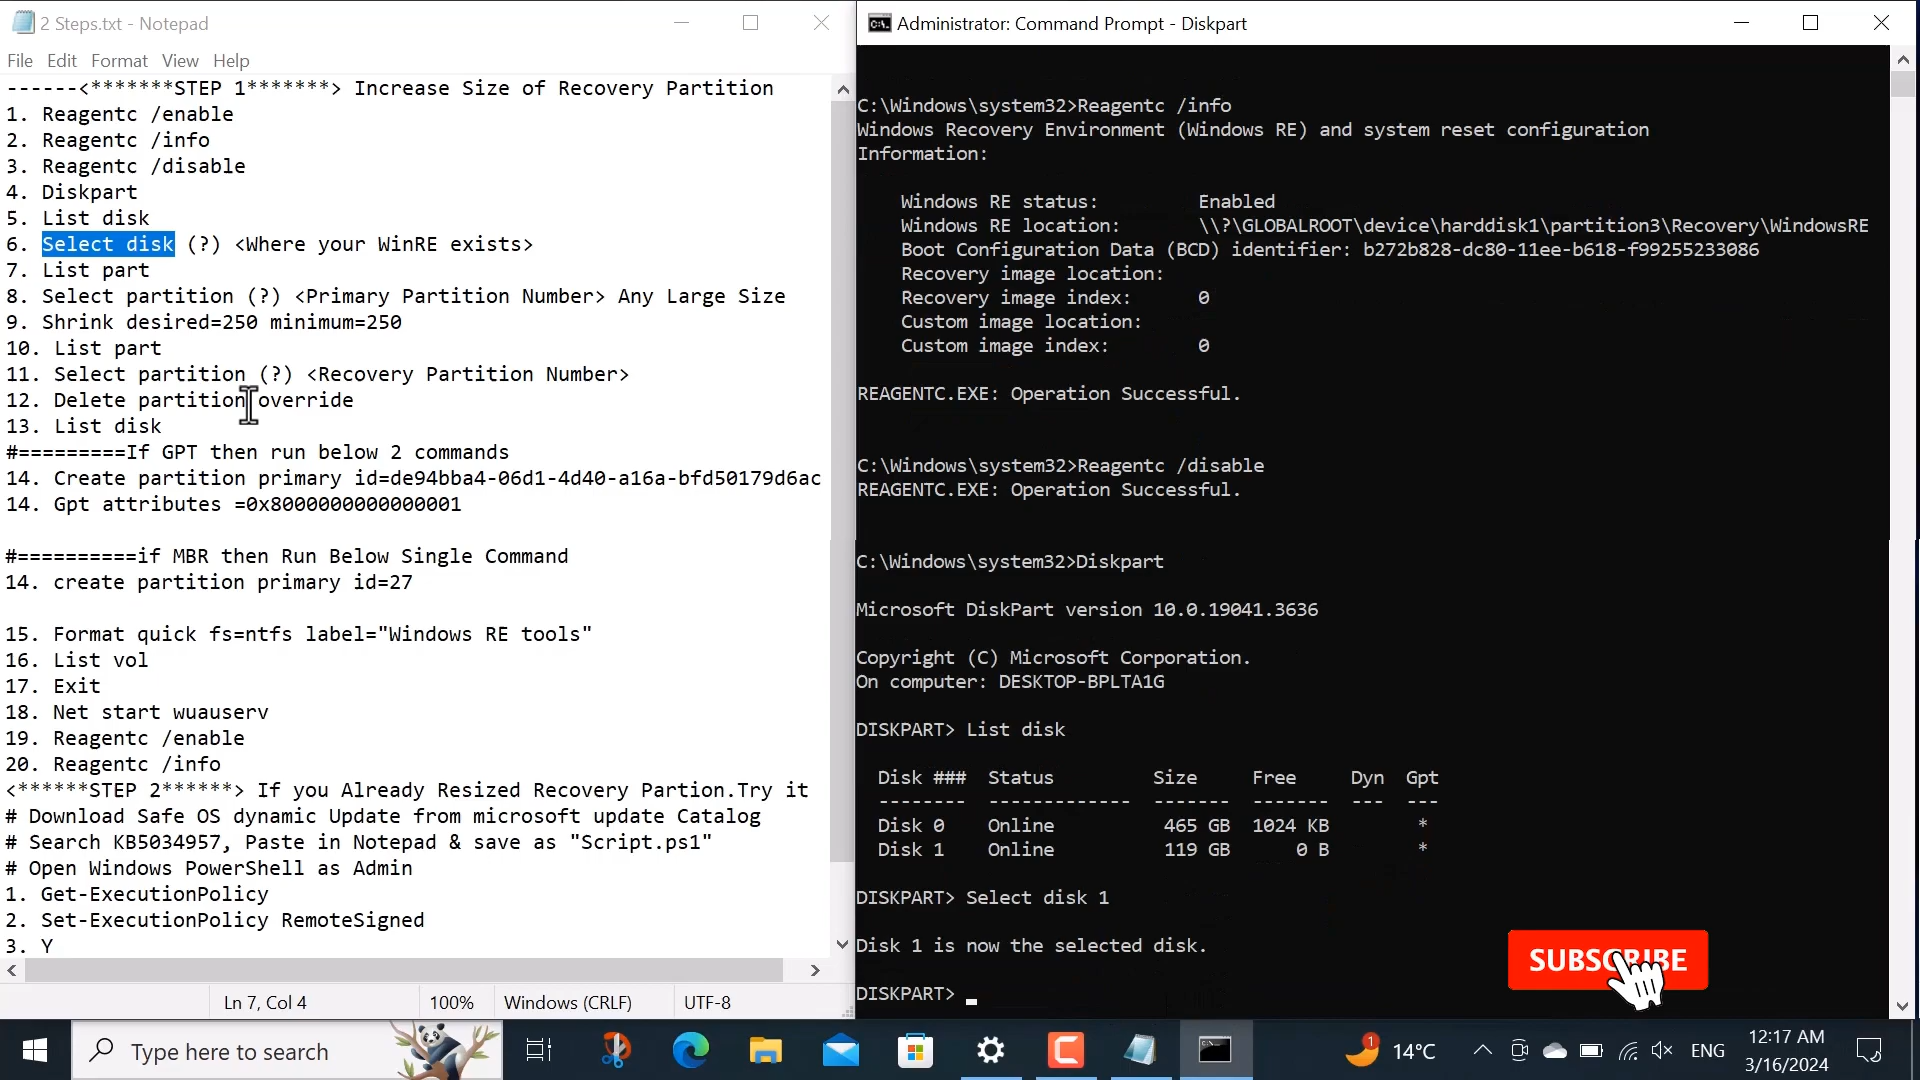 2 Steps.txt - Notepad
File Edit Format View Help
------<*******STEP 1*******> Increase Size of Recovery Partition
1. Reagentc /enable
2. Reagentc /info
3. Reagentc /disable
4. Diskpart
5. List disk
6. Select disk (?) <Where your WinRE exists>
7. List part
8. Select partition (?) <Primary Partition Number> Any Large Size
9. Shrink desired=250 minimum=250
10. List part
11. Select partition (?) <Recovery Partition Number>
12. Delete partition override
13. List disk
#=========If GPT then run below 2 commands
14. Create partition primary id=de94bba4-06d1-4d40-a16a-bfd50179d6ac
14. Gpt attributes =0x8000000000000001
#==========if MBR then Run Below Single Command
14. create partition primary id=27
15. Format quick fs=ntfs label="Windows RE tools"
16. List vol
17. Exit
18. Net start wuauserv
19. Reagentc /enable
20. Reagentc /info
<******STEP 2******> If you Already Resized Recovery Partion.Try it
# Download Safe OS dynamic Update from microsoft update Catalog
# Search KB5034957, Paste in Notepad & save as "Script.ps1"
# Open Windows PowerShell as Admin
1. Get-ExecutionPolicy
2. Set-ExecutionPolicy RemoteSigned
3. Y
Ln 7, Col 4 100% Windows (CRLF) UTF-8
Administrator: Command Prompt - Diskpart
C:\Windows\system32>Reagentc /info
Windows Recovery Environment (Windows RE) and system reset configuration
Information:
Windows RE status: Enabled
Windows RE location: \\?\GLOBALROOT\device\harddisk1\partition3\Recovery\WindowsRE
Boot Configuration Data (BCD) identifier: b272b828-dc80-11ee-b618-f99255233086
Recovery image location:
Recovery image index: 0
Custom image location:
Custom image index: 0
REAGENTC.EXE: Operation Successful.
C:\Windows\system32>Reagentc /disable
REAGENTC.EXE: Operation Successful.
C:\Windows\system32>Diskpart
Microsoft DiskPart version 10.0.19041.3636
Copyright (C) Microsoft Corporation.
On computer: DESKTOP-BPLTA1G
DISKPART> List disk
Disk ### Status Size Free Dyn Gpt
-------- ------------- ------- ------- --- ---
Disk 0 Online 465 GB 1024 KB *
Disk 1 Online 119 GB 0 B *
DISKPART> Select disk 1
Disk 1 is now the selected disk.
DISKPART>
SUBSCRIBE
Type here to search
1 14°C ENG 12:17 AM
3/16/2024